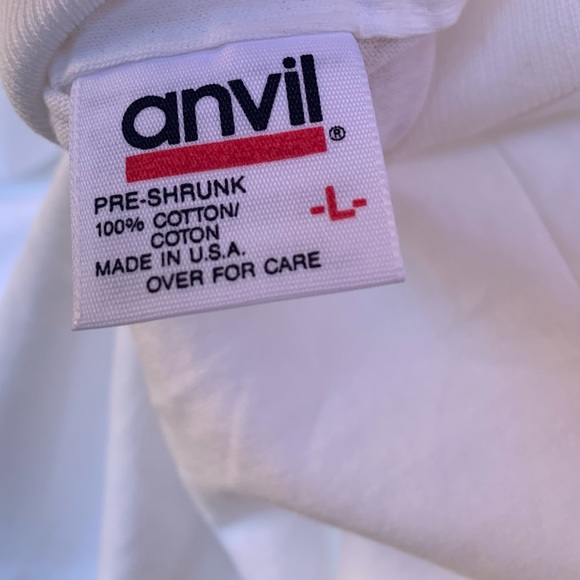 anvil®
PRE-SHRUNK
100% COTTON/
COTON
-L-
MADE IN U.S.A.
OVER FOR CARE